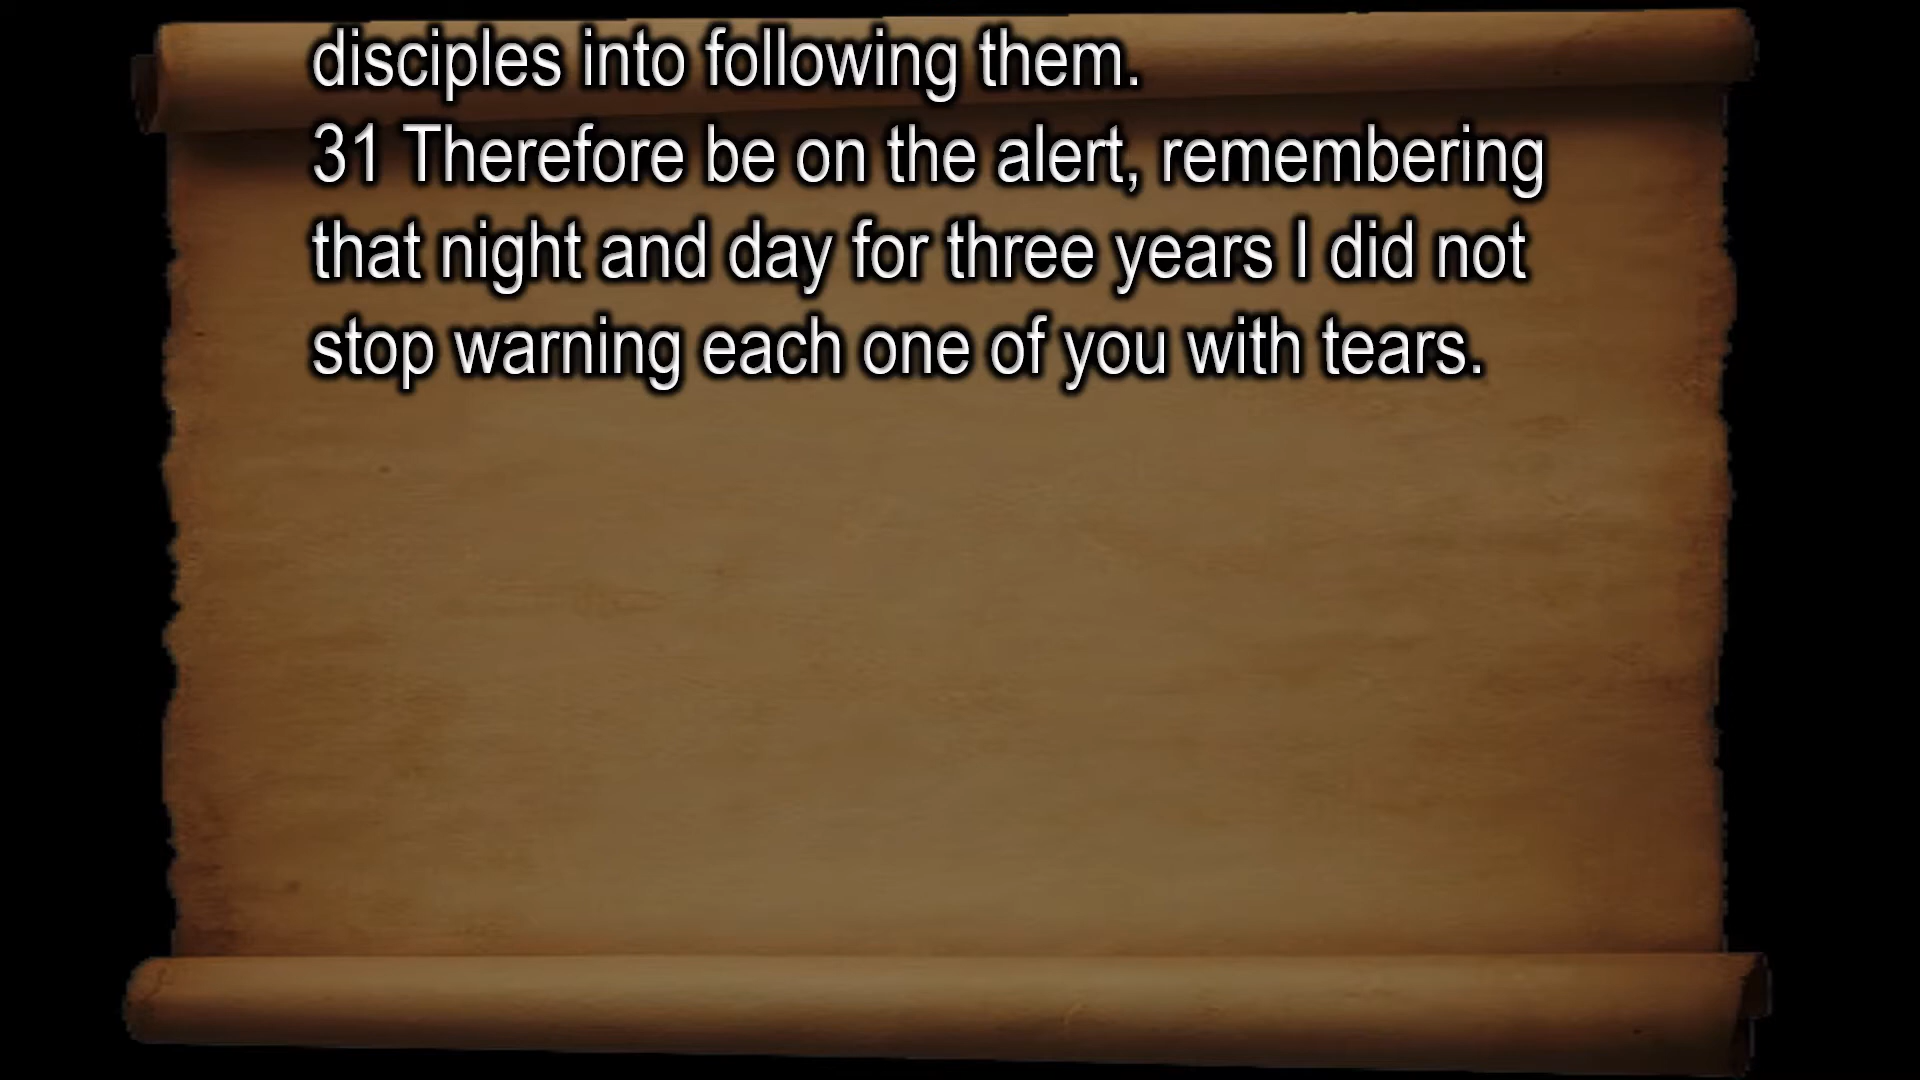 disciples into following them.
31 Therefore be on the alert, remembering
that night and day for three years I did not
stop warning each one of you with tears.